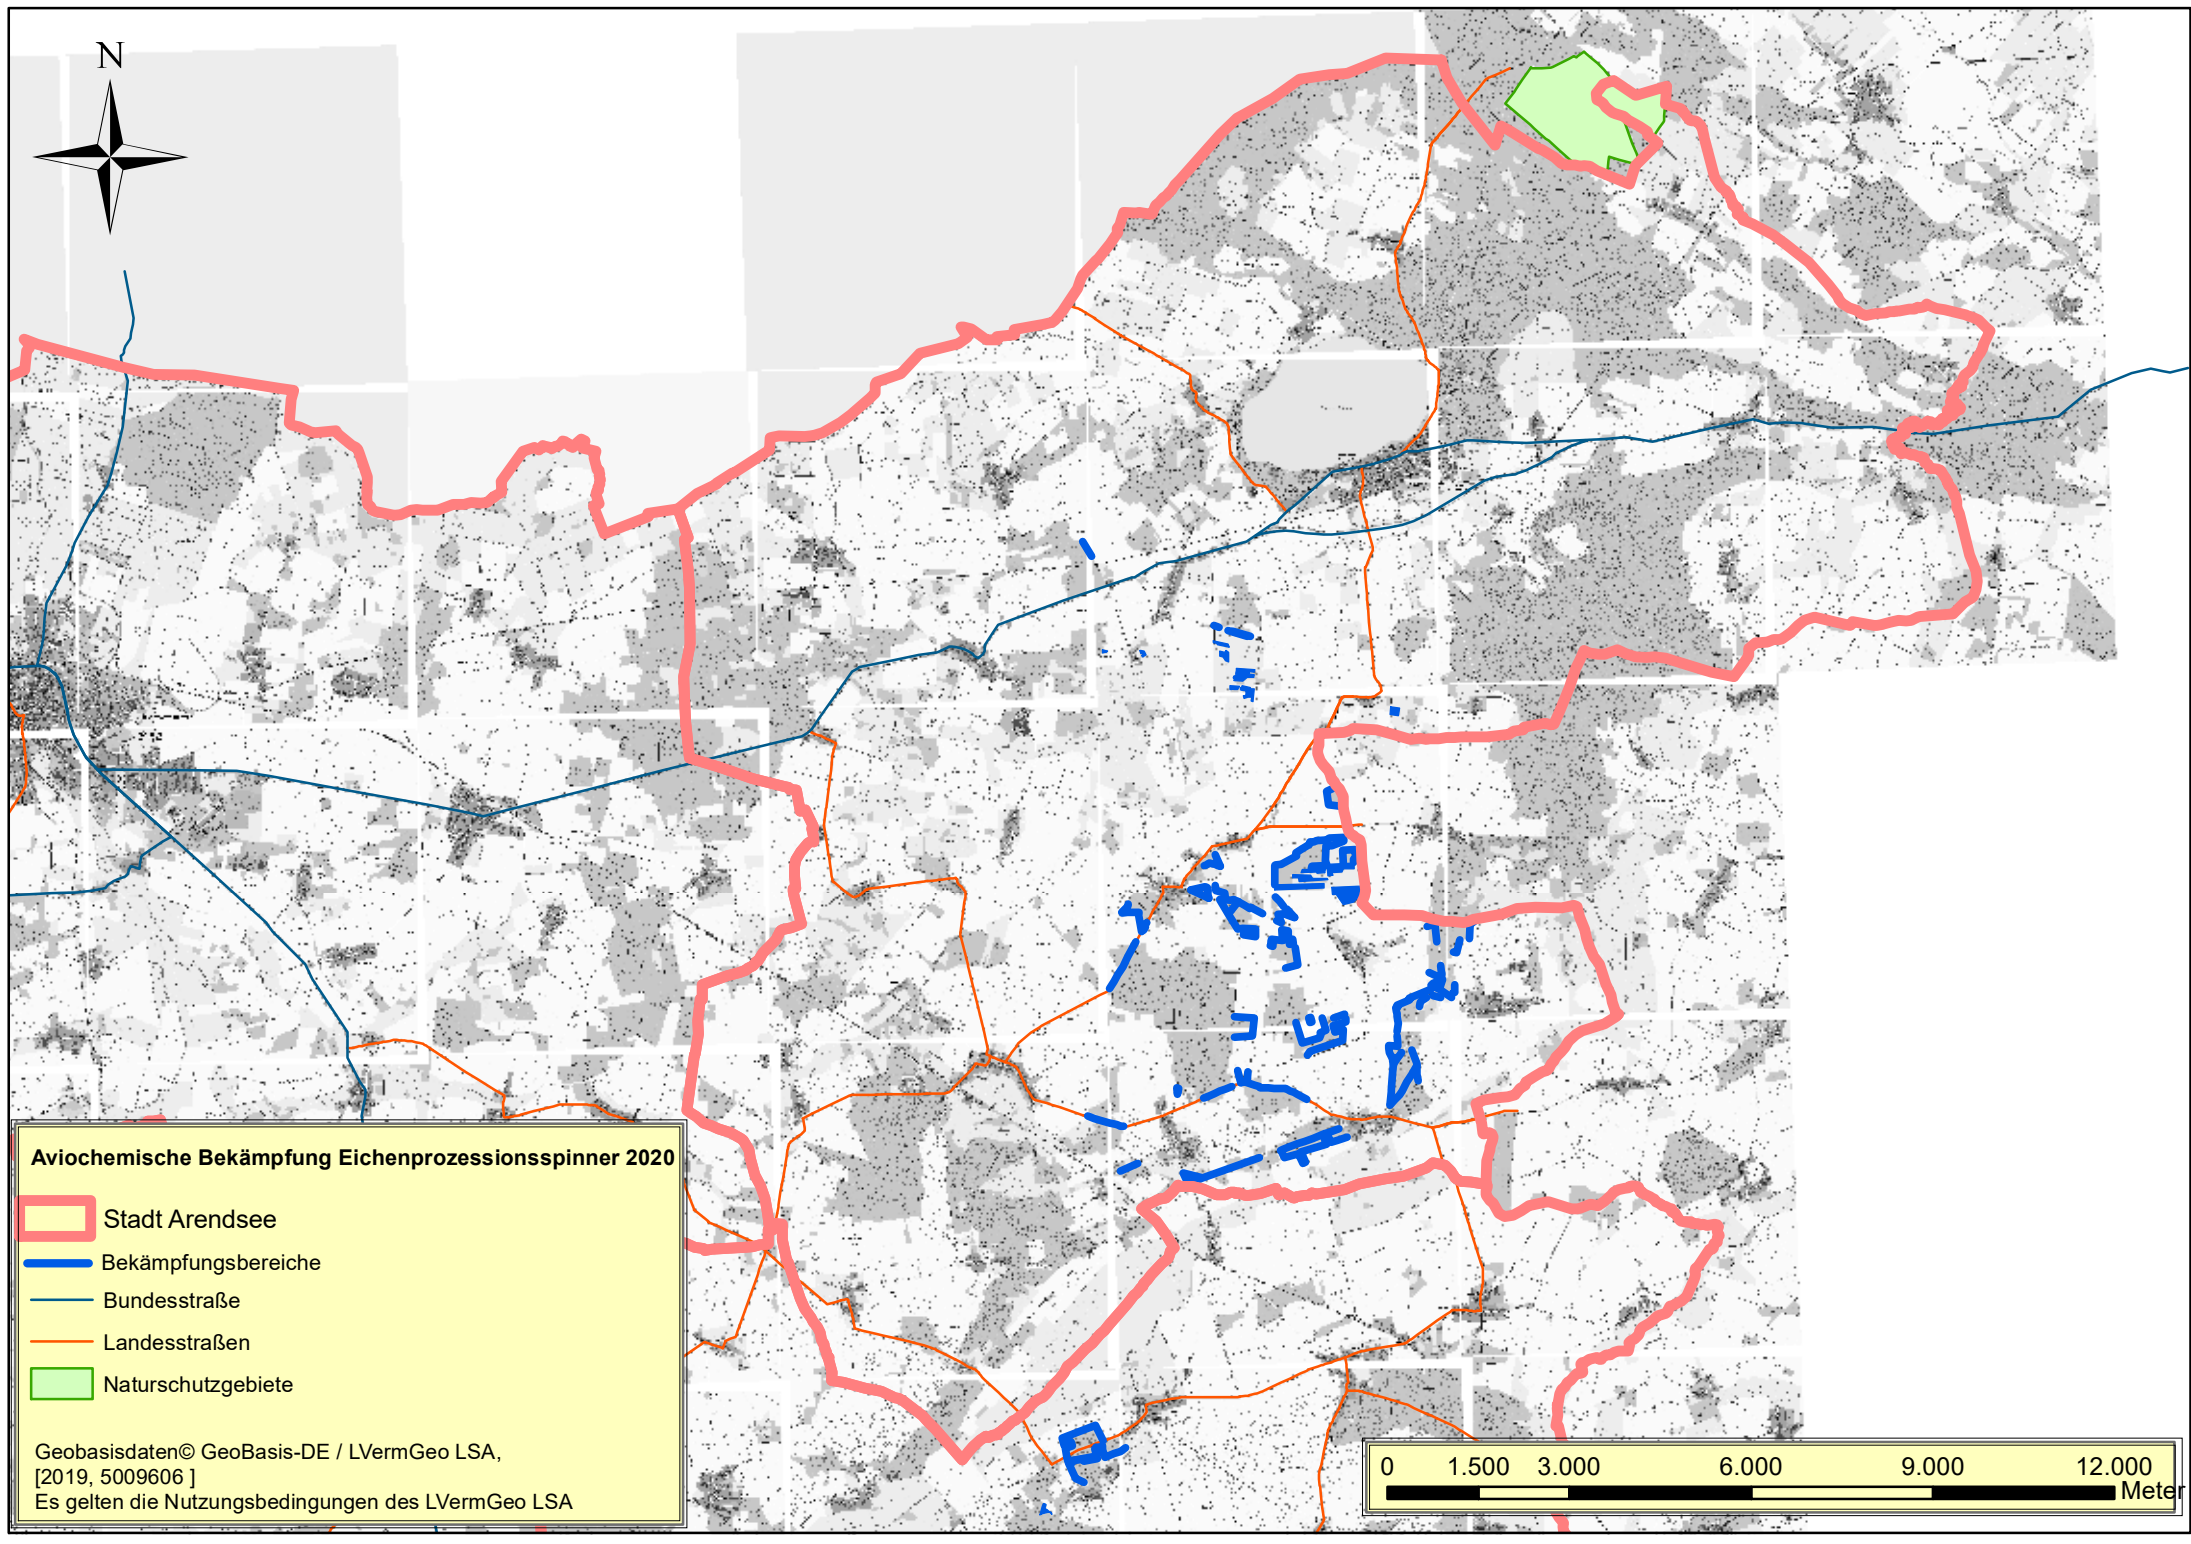 N
Aviochemische Bekämpfung Eichenprozessionsspinner 2020
Stadt Arendsee
Bekämpfungsbereiche
Bundesstraße
Landesstraßen
Naturschutzgebiete
Geobasisdaten© GeoBasis-DE / LVermGeo LSA,
[2019, 5009606 ]
Es gelten die Nutzungsbedingungen des LVermGeo LSA
0 1.500 3.000 6.000 9.000 12.000
Meter